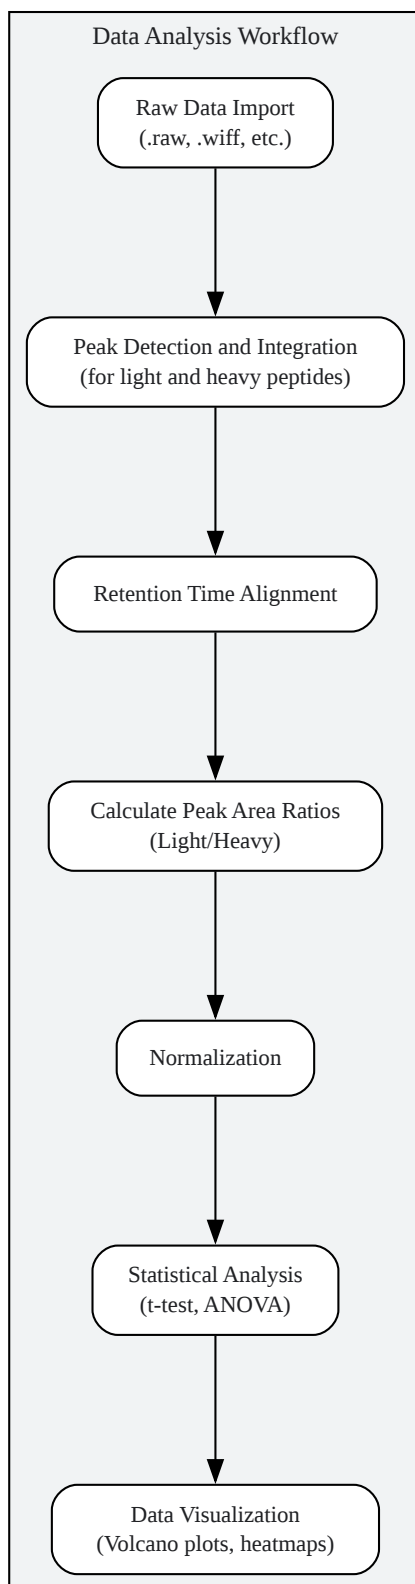 Data Analysis Workflow
Raw Data Import
(.raw, .wiff, etc.)
Peak Detection and Integration
(for light and heavy peptides)
Retention Time Alignment
Calculate Peak Area Ratios
(Light/Heavy)
Normalization
Statistical Analysis
(t-test, ANOVA)
Data Visualization
(Volcano plots, heatmaps)